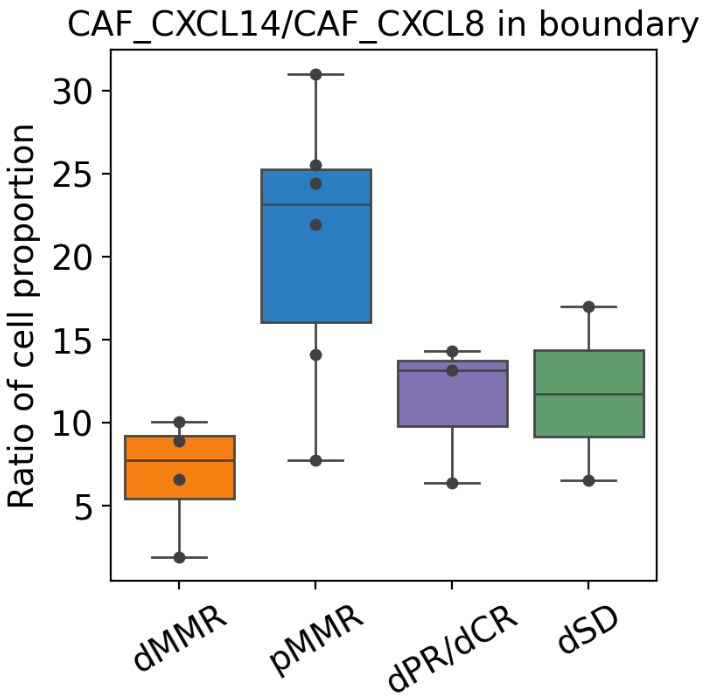 CAF_CXCL14/CAF_CXCL8 in boundary
Ratio of cell proportion
30
25
20
15
10
5
dMMR
pMMR
dPR/dCR
dSD